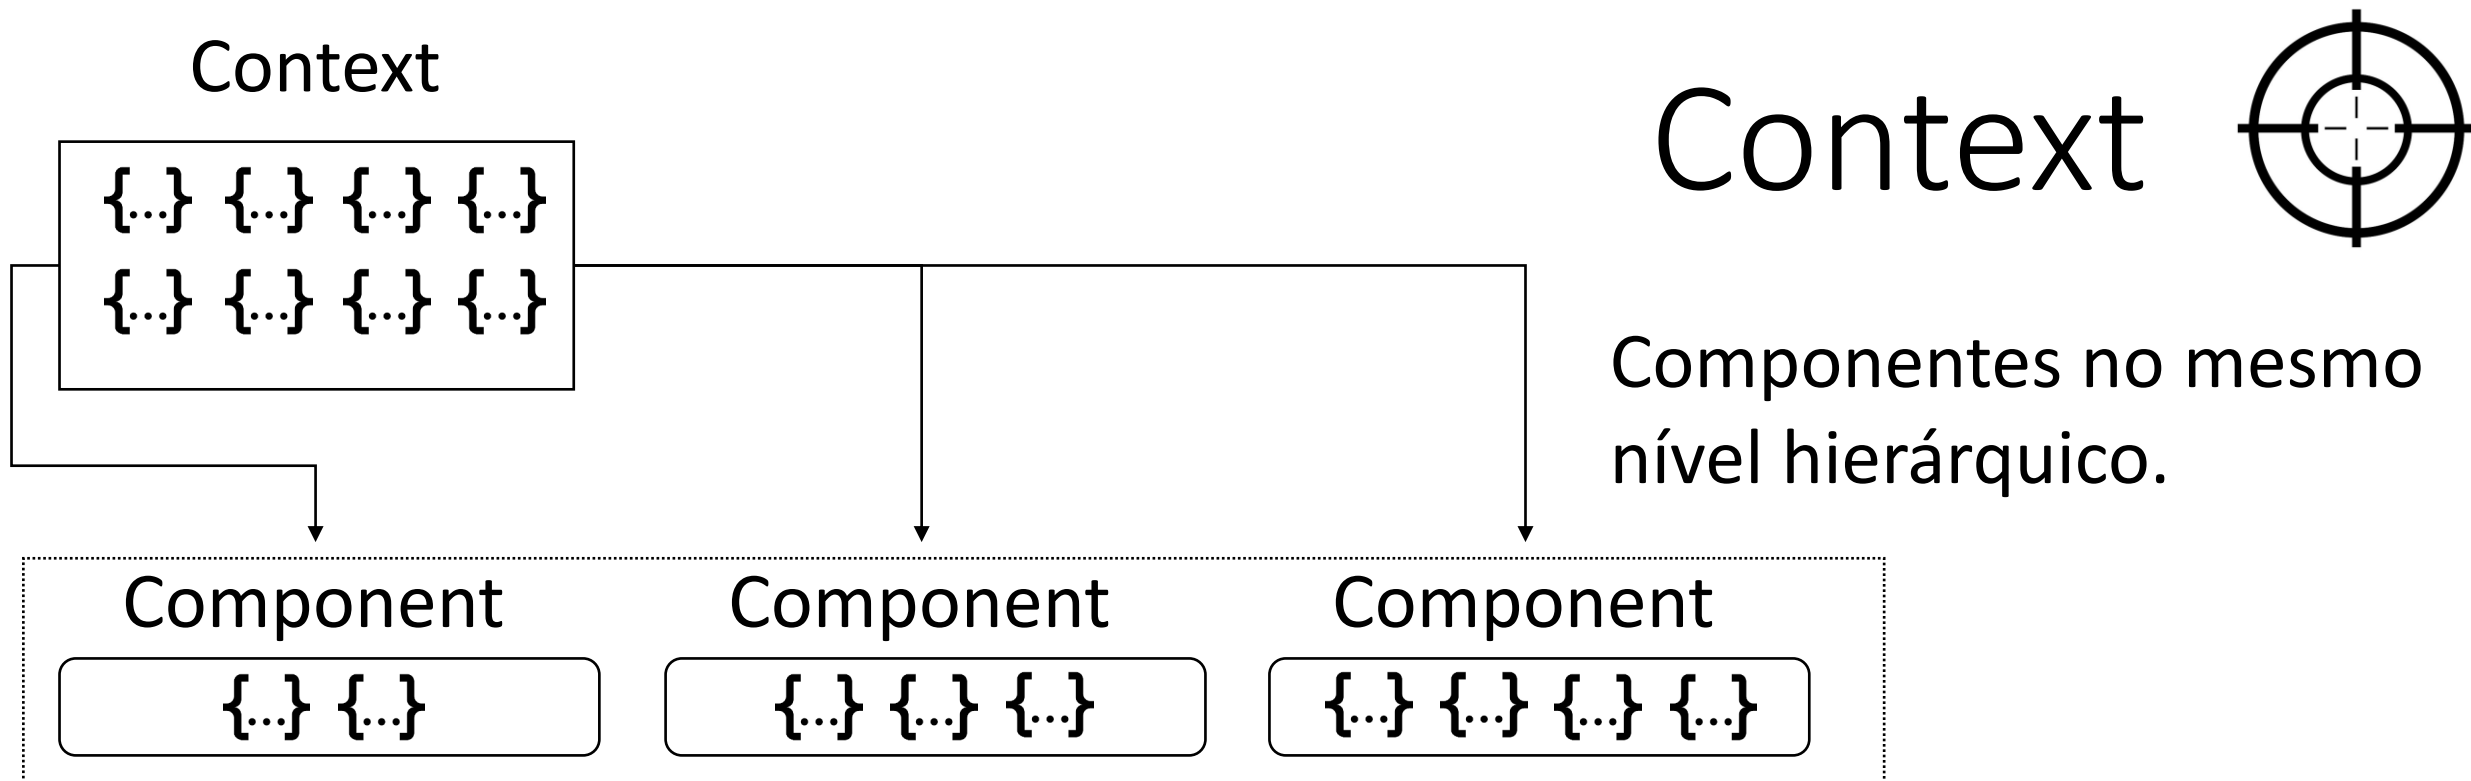 Context
Context
{...} {...} {...} {...}
{...} {...} {...} {...}
Componentes no mesmo
nível hierárquico.
Component Component Component
{...} {...} {...} {...} {...} {...} {...} {...} {...}